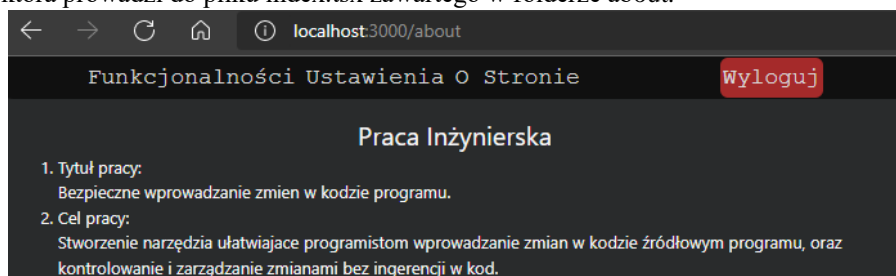 która prowadzi do pliku index.tsx zawartego w folderze about.
localhost:3000/about
Funkcjonalności Ustawienia O Stronie Wyloguj
Praca Inżynierska
1. Tytuł pracy:
Bezpieczne wprowadzanie zmien w kodzie programu.
2. Cel pracy:
Stworzenie narzędzia ułatwiajace programistom wprowadzanie zmian w kodzie źródłowym programu, oraz
kontrolowanie i zarządzanie zmianami bez ingerencji w kod.